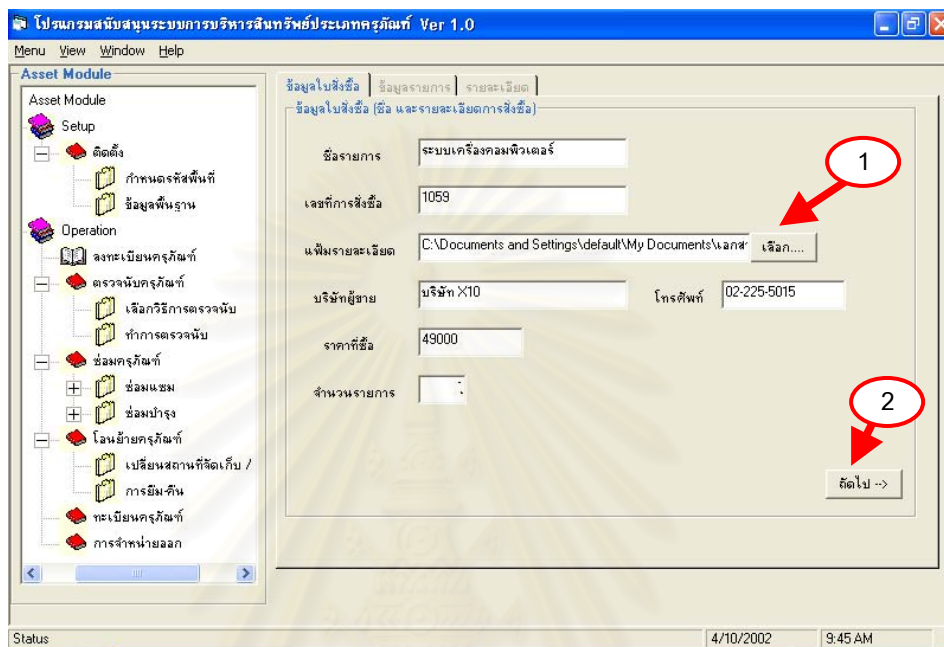 โปรแกรมสนับสนุนระบบการบริหารสินทรัพย์ประเภทครุภัณฑ์ Ver 1.0
Menu View Window Help
Asset Module
Asset Module
Setup
ติดตั้ง
กำหนดรหัสพื้นที่
ข้อมูลพื้นฐาน
Operation
ลงทะเบียนครุภัณฑ์
ตรวจนับครุภัณฑ์
เลือกวิธีการตรวจนับ
ทำการตรวจนับ
ซ่อมครุภัณฑ์
ซ่อมแซม
ซ่อมบำรุง
โอนย้ายครุภัณฑ์
เปลี่ยนสถานที่จัดเก็บ /
การยืม-คืน
ทะเบียนครุภัณฑ์
การจำหน่ายออก
ข้อมูลใบสั่งซื้อ ข้อมูลรายการ รายละเอียด
ข้อมูลใบสั่งซื้อ (ชื่อ และรายละเอียดการสั่งซื้อ)
ชื่อรายการ ระบบเครื่องคอมพิวเตอร์
เลขที่การสั่งซื้อ 1059
แฟ้มรายละเอียด C:\Documents and Settings\default\My Documents\เอกสา เลือก....
บริษัทผู้ขาย บริษัท X10 โทรศัพท์ 02-225-5015
ราคาที่ซื้อ 49000
จำนวนรายการ
1
2
ถัดไป -->
Status 4/10/2002 9:45 AM